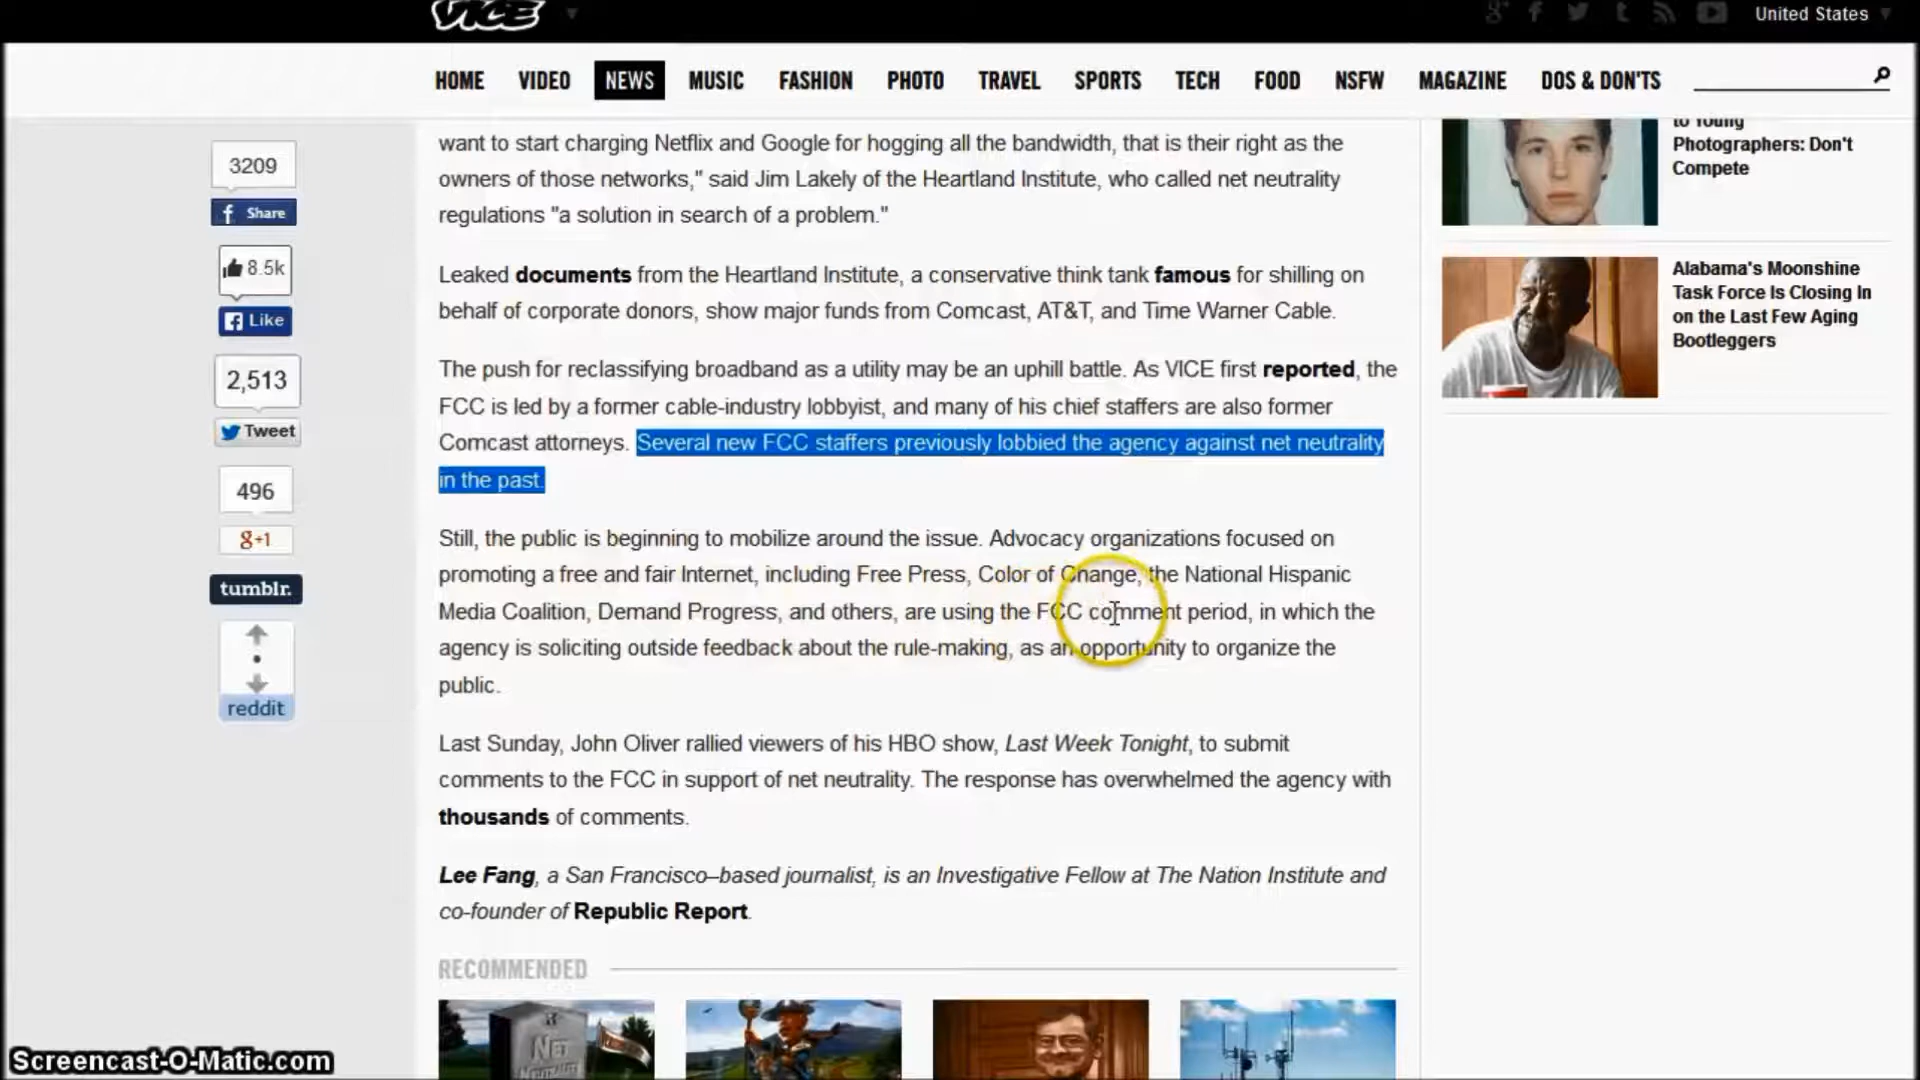 VICE
United States
HOME VIDEO NEWS MUSIC FASHION PHOTO TRAVEL SPORTS TECH FOOD NSFW MAGAZINE DOS & DON'TS
3209
Share
8.5k
Like
2,513
Tweet
496
g+1
tumblr.
reddit
want to start charging Netflix and Google for hogging all the bandwidth, that is their right as the
owners of those networks," said Jim Lakely of the Heartland Institute, who called net neutrality
regulations "a solution in search of a problem."
Leaked documents from the Heartland Institute, a conservative think tank famous for shilling on
behalf of corporate donors, show major funds from Comcast, AT&T, and Time Warner Cable.
The push for reclassifying broadband as a utility may be an uphill battle. As VICE first reported, the
FCC is led by a former cable-industry lobbyist, and many of his chief staffers are also former
Comcast attorneys. Several new FCC staffers previously lobbied the agency against net neutrality
in the past.
Still, the public is beginning to mobilize around the issue. Advocacy organizations focused on
promoting a free and fair Internet, including Free Press, Color of Change, the National Hispanic
Media Coalition, Demand Progress, and others, are using the FCC comment period, in which the
agency is soliciting outside feedback about the rule-making, as an opportunity to organize the
public.
Last Sunday, John Oliver rallied viewers of his HBO show, Last Week Tonight, to submit
comments to the FCC in support of net neutrality. The response has overwhelmed the agency with
thousands of comments.
Lee Fang, a San Francisco–based journalist, is an Investigative Fellow at The Nation Institute and
co-founder of Republic Report.
RECOMMENDED
NET
to Young
Photographers: Don't
Compete
Alabama's Moonshine
Task Force Is Closing In
on the Last Few Aging
Bootleggers
Screencast-O-Matic.com